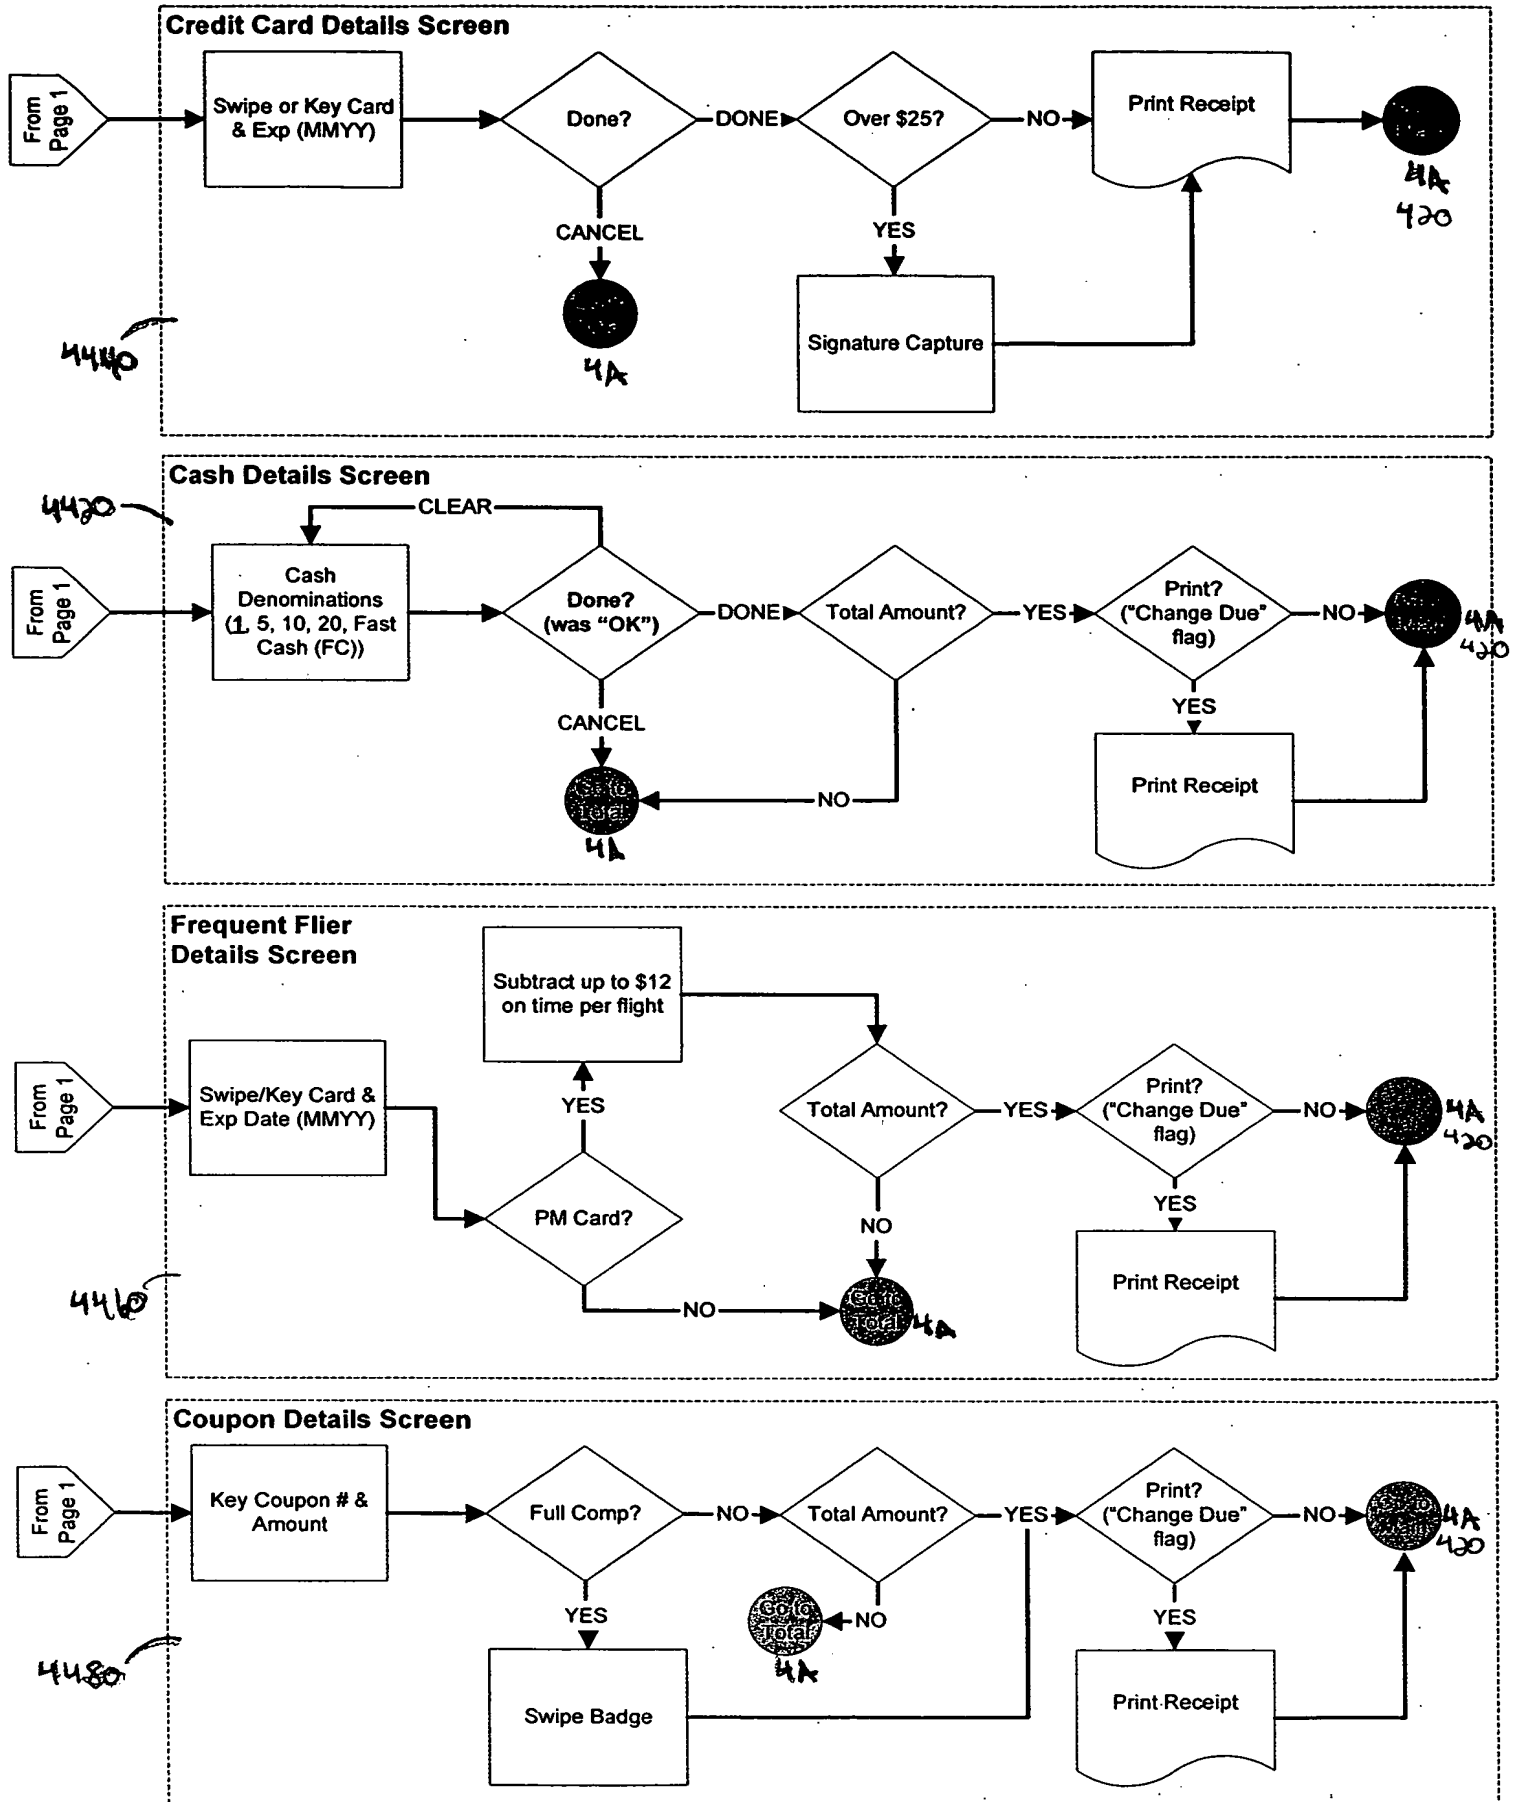 Credit Card Details Screen
From
Page 1
Swipe or Key Card
& Exp (MMYY)
Done?
DONE
Over $25?
NO
Print Receipt
4A
420
CANCEL
YES
4A
Signature Capture
4440
Cash Details Screen
4420
CLEAR
From
Page 1
Cash
Denominations
(1, 5, 10, 20, Fast
Cash (FC))
Done?
(was "OK")
DONE
Total Amount?
YES
Print?
("Change Due"
flag)
NO
4A
420
CANCEL
YES
Go to
Total
NO
Print Receipt
4A
Frequent Flier
Details Screen
Subtract up to $12
on time per flight
From
Page 1
Swipe/Key Card &
Exp Date (MMYY)
YES
Total Amount?
YES
Print?
("Change Due"
flag)
NO
4A
420
PM Card?
NO
YES
4460
NO
Go to
Total
4A
Print Receipt
Coupon Details Screen
From
Page 1
Key Coupon # &
Amount
Full Comp?
NO
Total Amount?
YES
Print?
("Change Due"
flag)
NO
Go to
4A
420
YES
Go to
Total
NO
YES
4A
4480
Swipe Badge
Print Receipt